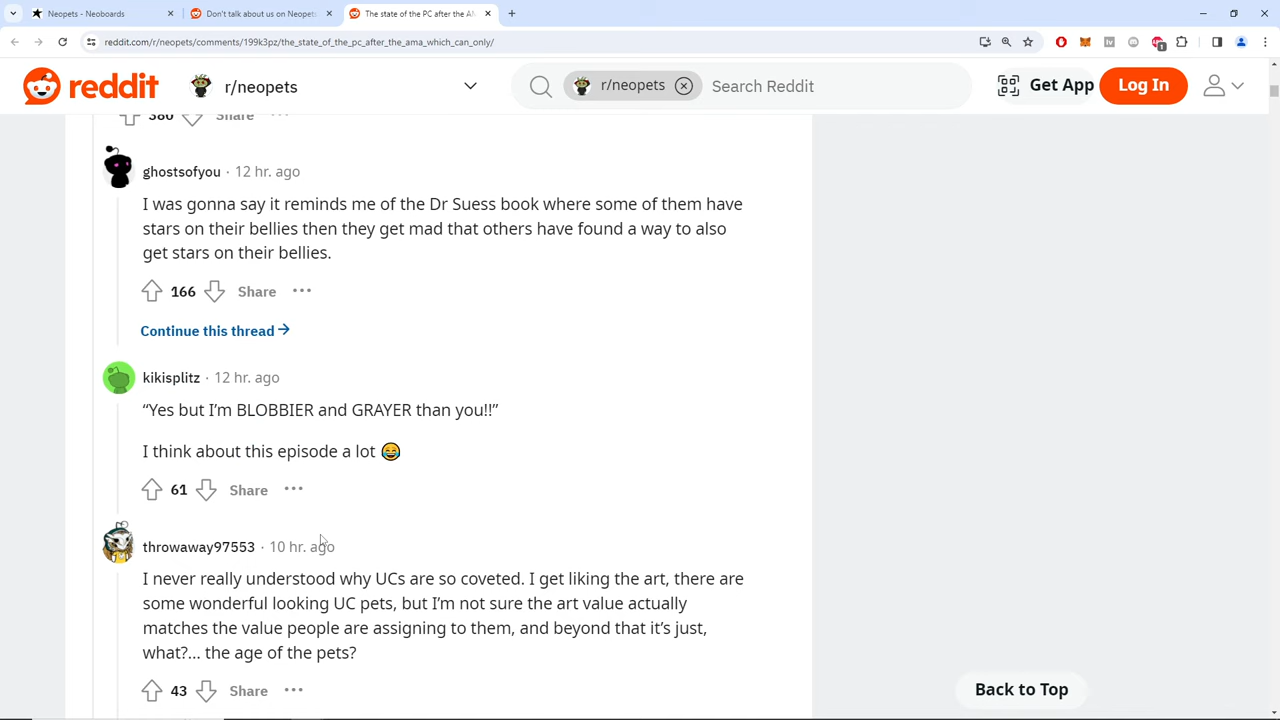 Neopets - Neoboards
Don't talk about us on Neopets
The state of the PC after the AM
reddit.com/r/neopets/comments/199k3pz/the_state_of_the_pc_after_the_ama_which_can_only/
reddit
r/neopets
r/neopets
Search Reddit
Get App
Log In
380 Share ...
ghostsofyou · 12 hr. ago
I was gonna say it reminds me of the Dr Suess book where some of them have
stars on their bellies then they get mad that others have found a way to also
get stars on their bellies.
166 Share ...
Continue this thread →
kikisplitz · 12 hr. ago
“Yes but I’m BLOBBIER and GRAYER than you!!”
I think about this episode a lot 😂
61 Share ...
throwaway97553 · 10 hr. ago
I never really understood why UCs are so coveted. I get liking the art, there are
some wonderful looking UC pets, but I’m not sure the art value actually
matches the value people are assigning to them, and beyond that it’s just,
what?... the age of the pets?
43 Share ...
Back to Top